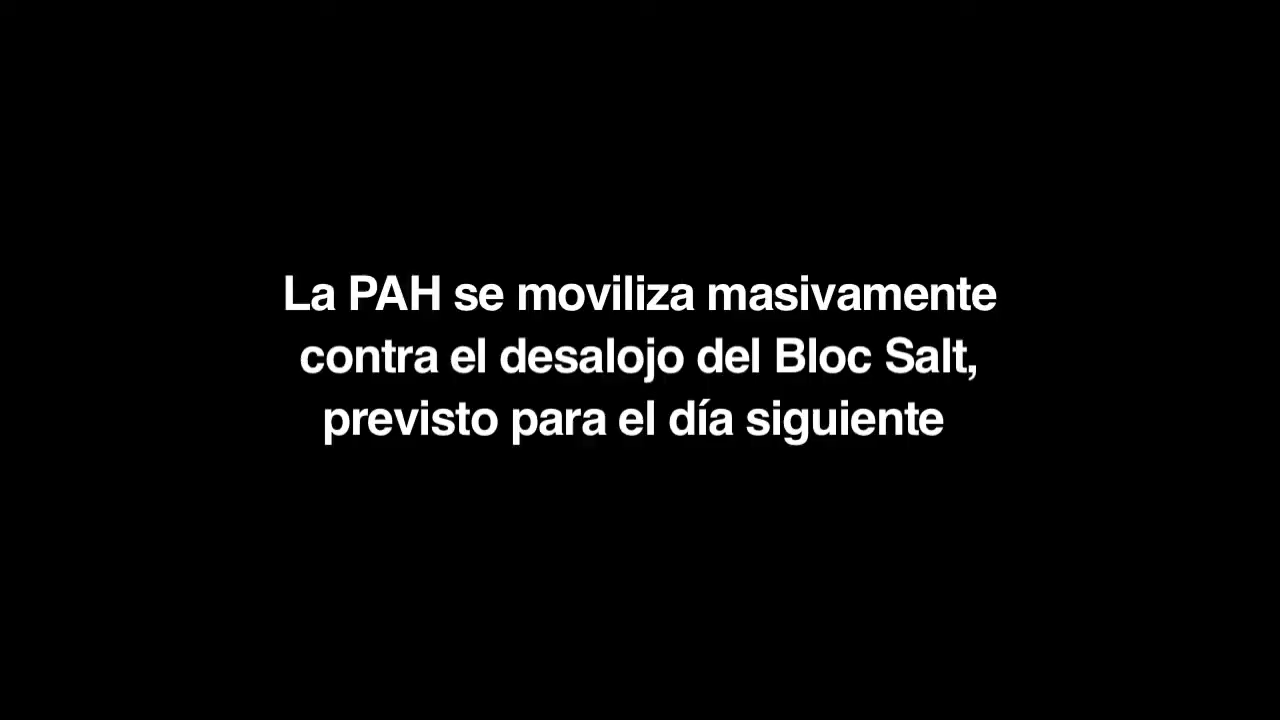 La PAH se moviliza masivamente
contra el desalojo del Bloc Salt,
previsto para el día siguiente